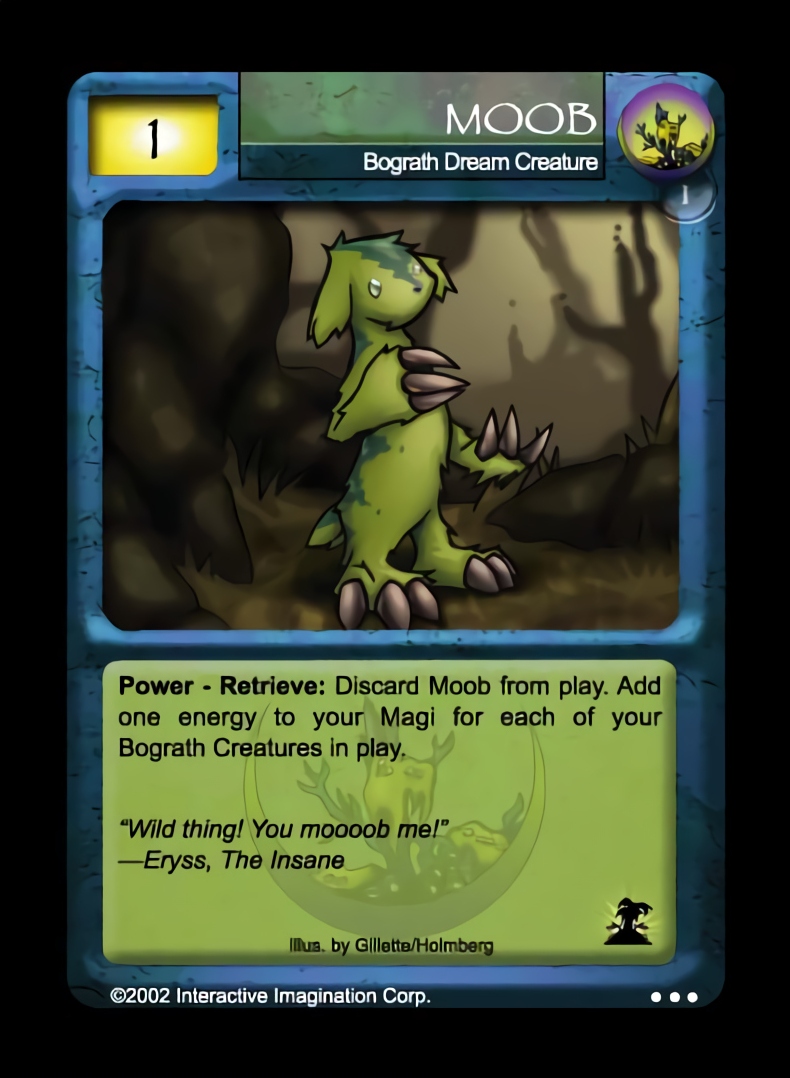 1
MOOB
Bograth Dream Creature
1
Power - Retrieve: Discard Moob from play. Add
one energy to your Magi for each of your
Bograth Creatures in play.
“Wild thing! You moooob me!”
—Eryss, The Insane
Illus. by Gillette/Holmberg
©2002 Interactive Imagination Corp.